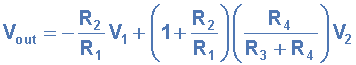 V_out = -R_2/R_1 V_1 + (1 + R_2/R_1)(R_4/(R_3 + R_4)) V_2